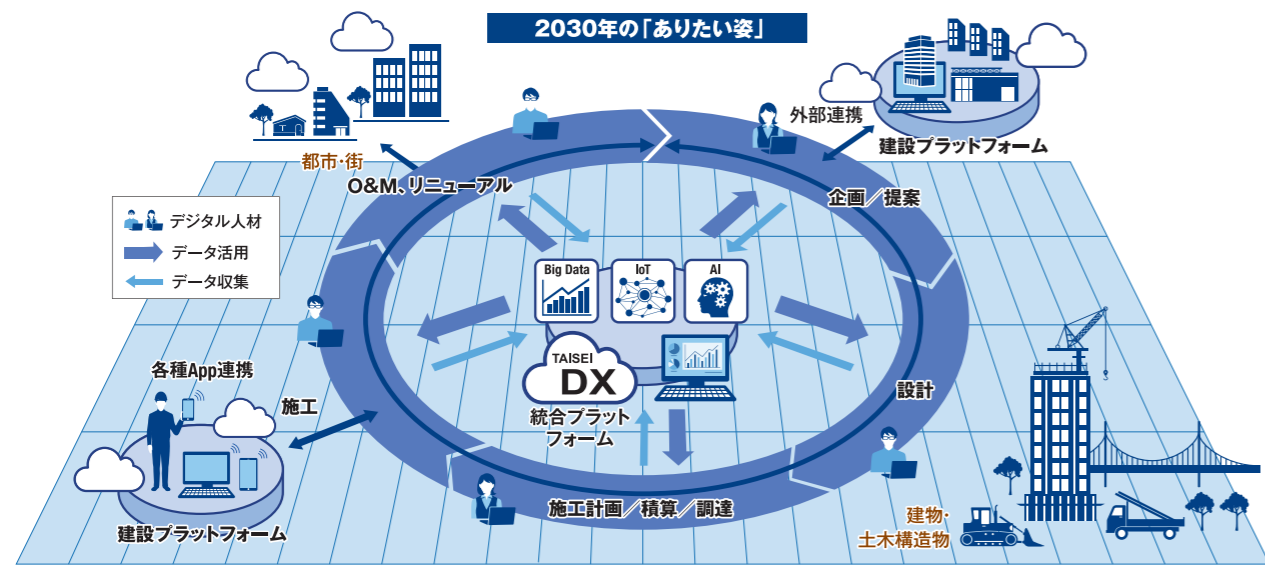 2030年の「ありたい姿」
外部連携
建設プラットフォーム
都市・街
O&M、リニューアル
企画／提案
デジタル人材
データ活用
データ収集
Big Data
IoT
AI
TAISEI
DX
統合プラット
フォーム
各種App連携
施工
設計
建設プラットフォーム
施工計画／積算／調達
建物・
土木構造物